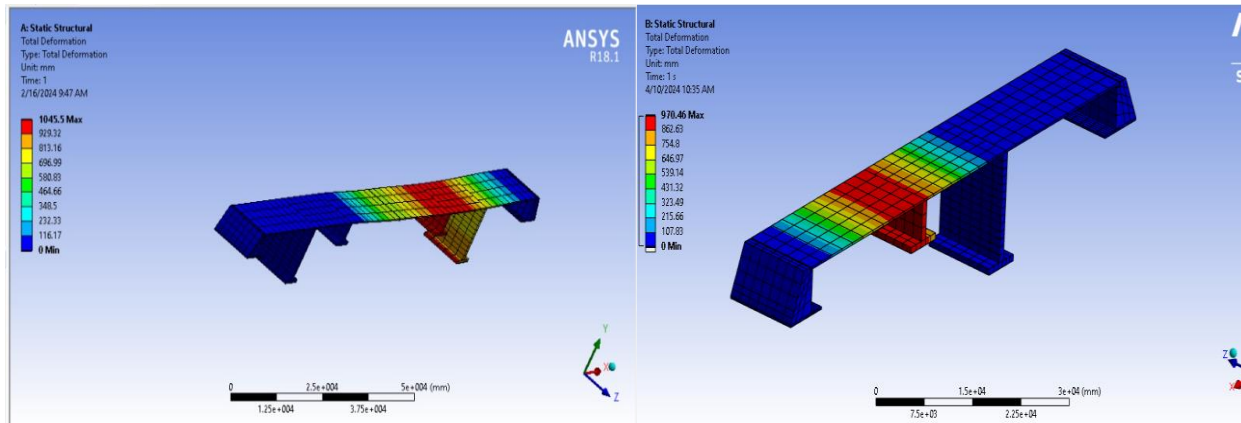 A: Static Structural
Total Deformation
Type: Total Deformation
Unit: mm
Time: 1
2/16/2024 9:47 AM
1045.5 Max
929.32
813.16
696.99
580.83
464.66
348.5
232.33
116.17
0 Min
ANSYS
R18.1
Y
X
Z
0
2.5e+004
5e+004 (mm)
1.25e+004
3.75e+004
B: Static Structural
Total Deformation
Type: Total Deformation
Unit: mm
Time: 1 s
4/10/2024 10:35 AM
970.46 Max
862.63
754.8
646.97
539.14
431.32
323.49
215.66
107.83
0 Min
Z
X
0
1.5e+04
3e+04 (mm)
7.5e+03
2.25e+04